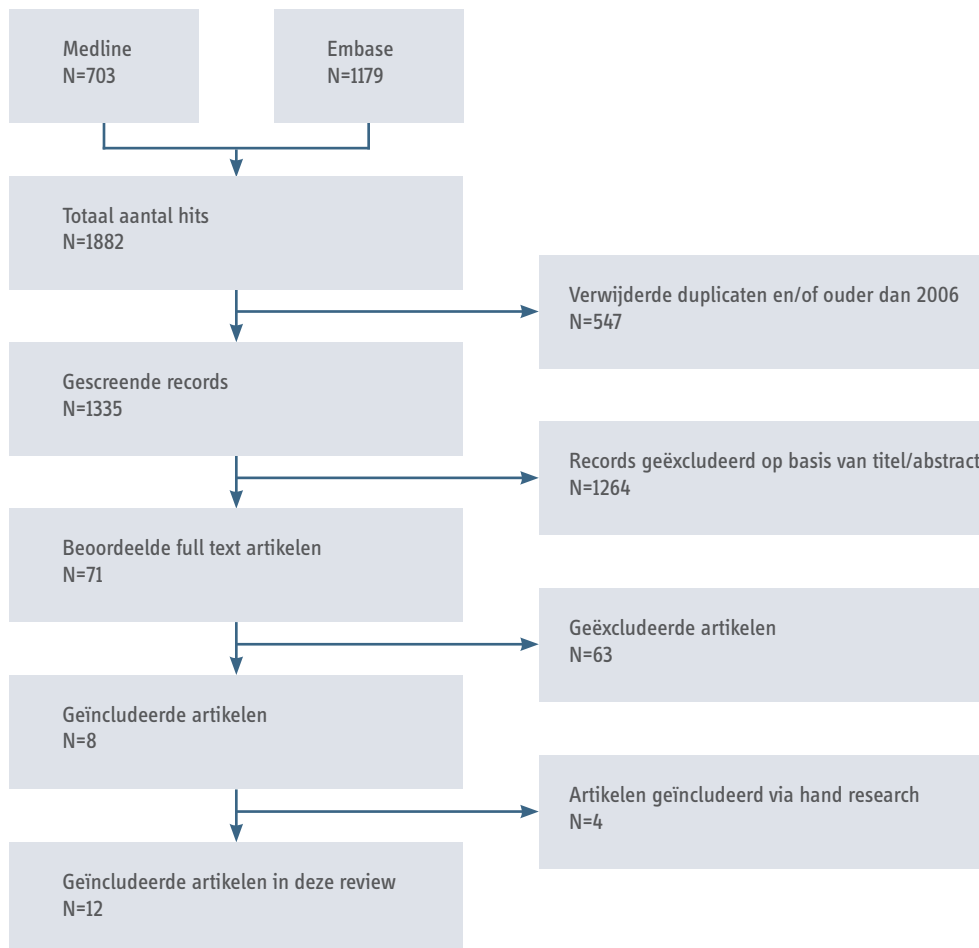 Medline
N=703
Embase
N=1179
Totaal aantal hits
N=1882
Verwijderde duplicaten en/of ouder dan 2006
N=547
Gescreende records
N=1335
Records geëxcludeerd op basis van titel/abstract
N=1264
Beoordeelde full text artikelen
N=71
Geëxcludeerde artikelen
N=63
Geïncludeerde artikelen
N=8
Artikelen geïncludeerd via hand research
N=4
Geïncludeerde artikelen in deze review
N=12